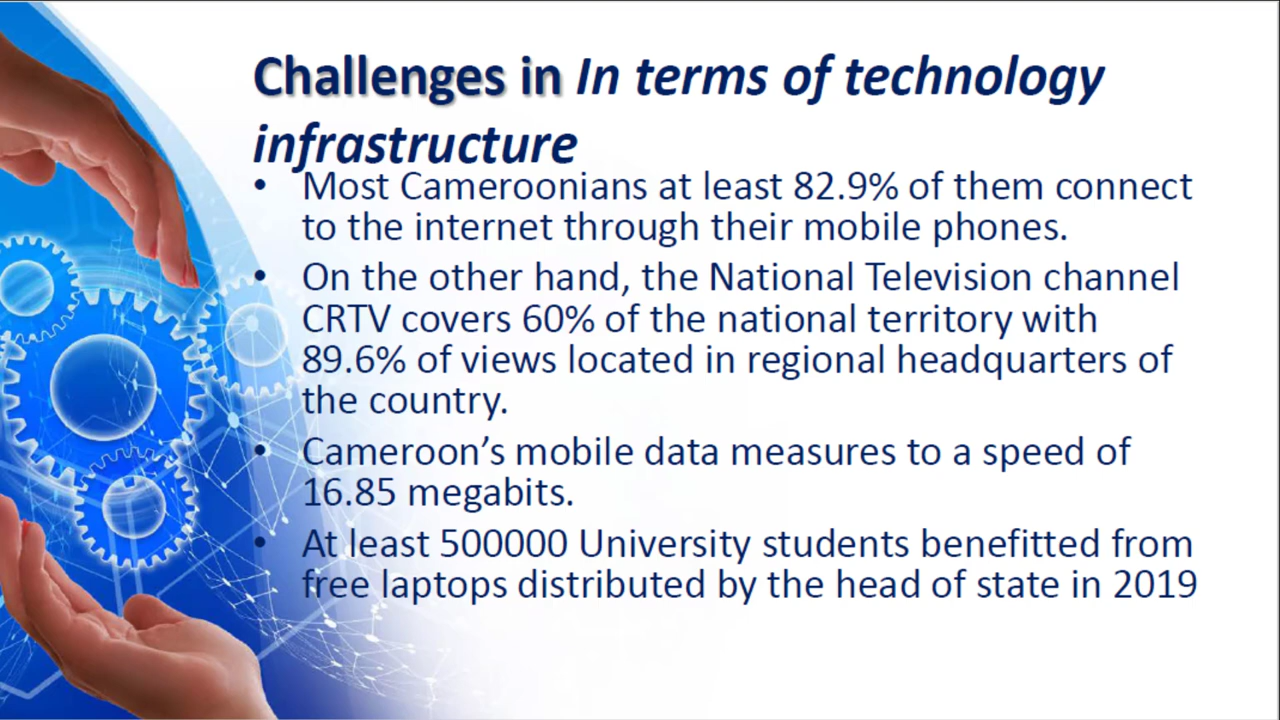 Challenges in In terms of technology
infrastructure
• Most Cameroonians at least 82.9% of them connect
to the internet through their mobile phones.
• On the other hand, the National Television channel
CRTV covers 60% of the national territory with
89.6% of views located in regional headquarters of
the country.
• Cameroon’s mobile data measures to a speed of
16.85 megabits.
• At least 500000 University students benefitted from
free laptops distributed by the head of state in 2019